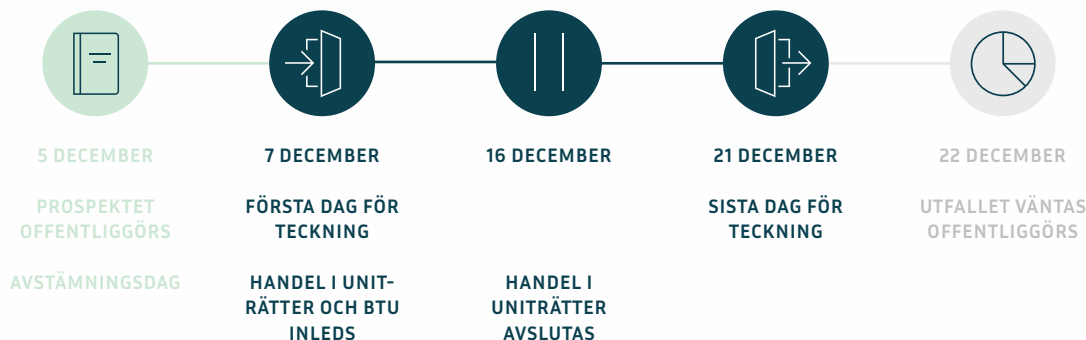 5 DECEMBER
PROSPEKTET
OFFENTLIGGÖRS
AVSTÄMNINGSDAG
7 DECEMBER
FÖRSTA DAG FÖR
TECKNING
HANDEL I UNIT-
RÄTTER OCH BTU
INLEDS
16 DECEMBER
HANDEL I
UNITRÄTTER
AVSLUTAS
21 DECEMBER
SISTA DAG FÖR
TECKNING
22 DECEMBER
UTFALLET VÄNTAS
OFFENTLIGGÖRS